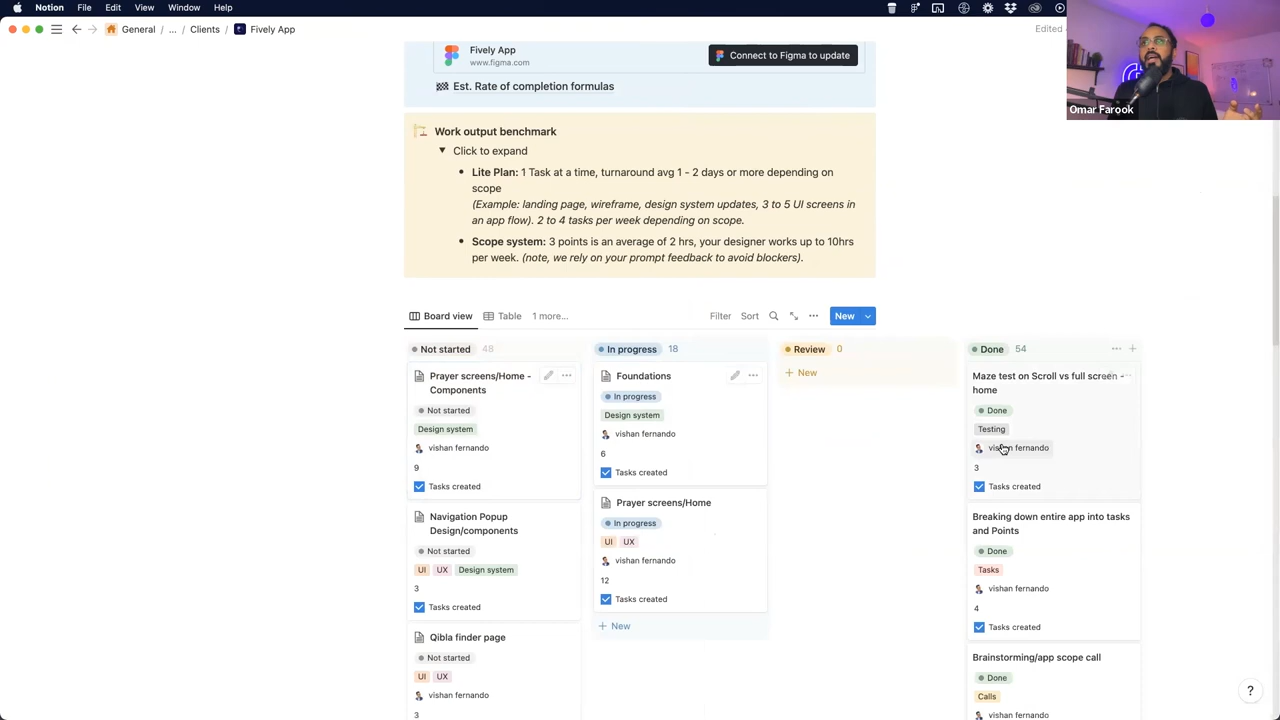 Notion File Edit View Window Help
General / ... / Clients / Fively App
Edited
Omar Farook
Fively App
www.figma.com
Connect to Figma to update
Est. Rate of completion formulas
Work output benchmark
Click to expand
• Lite Plan: 1 Task at a time, turnaround avg 1 - 2 days or more depending on
scope
(Example: landing page, wireframe, design system updates, 3 to 5 UI screens in
an app flow). 2 to 4 tasks per week depending on scope.
• Scope system: 3 points is an average of 2 hrs, your designer works up to 10hrs
per week. (note, we rely on your prompt feedback to avoid blockers).
Board view Table 1 more... Filter Sort New
Not started 48
Prayer screens/Home -
Components
Not started
Design system
vishan fernando
9
Tasks created
Navigation Popup
Design/components
Not started
UI UX Design system
vishan fernando
3
Tasks created
Qibla finder page
Not started
UI UX
vishan fernando
3
In progress 18
Foundations
In progress
Design system
vishan fernando
6
Tasks created
Prayer screens/Home
In progress
UI UX
vishan fernando
12
Tasks created
+ New
Review 0
+ New
Done 54
Maze test on Scroll vs full screen -
home
Done
Testing
vishan fernando
3
Tasks created
Breaking down entire app into tasks
and Points
Done
Tasks
vishan fernando
4
Tasks created
Brainstorming/app scope call
Done
Calls
vishan fernando
?